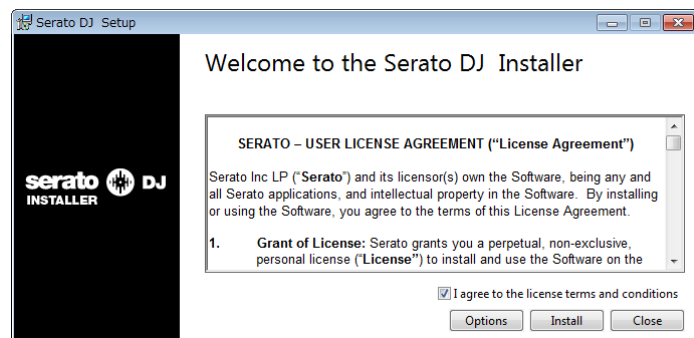 Serato DJ Setup
Welcome to the Serato DJ Installer
SERATO – USER LICENSE AGREEMENT (“License Agreement”)
Serato Inc LP (“Serato”) and its licensor(s) own the Software, being any and
all Serato applications, and intellectual property in the Software. By installing
or using the Software, you agree to the terms of this License Agreement.
1. Grant of License: Serato grants you a perpetual, non-exclusive,
personal license (“License”) to install and use the Software on the
serato DJ
INSTALLER
I agree to the license terms and conditions
Options Install Close